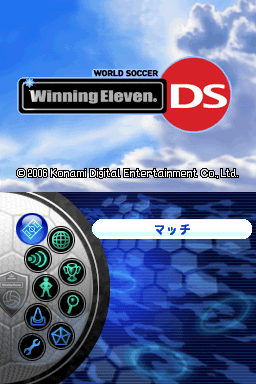 WORLD SOCCER
Winning Eleven.
DS
© 2006 Konami Digital Entertainment Co., Ltd.
マッチ